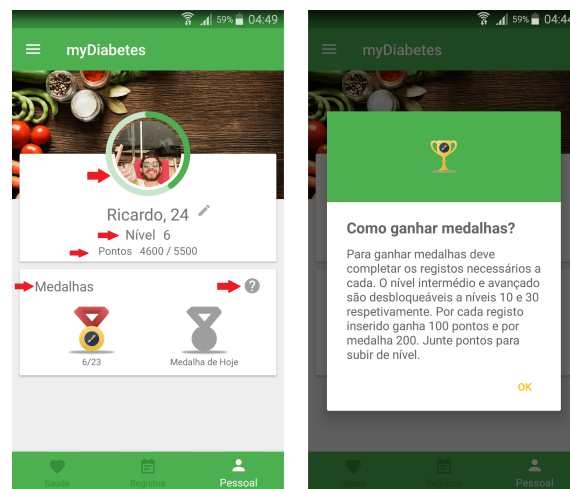 59% 04:49
myDiabetes
Ricardo, 24
Nível 6
Pontos 4600 / 5500
Medalhas
?
6/23 Medalha de Hoje
Saúde Registos Pessoal
59% 04:44
myDiabetes
Como ganhar medalhas?
Para ganhar medalhas deve
completar os registos necessários a
cada. O nível intermédio e avançado
são desbloqueáveis a níveis 10 e 30
respetivamente. Por cada registo
inserido ganha 100 pontos e por
medalha 200. Junte pontos para
subir de nível.
OK
Saúde Registos Pessoal